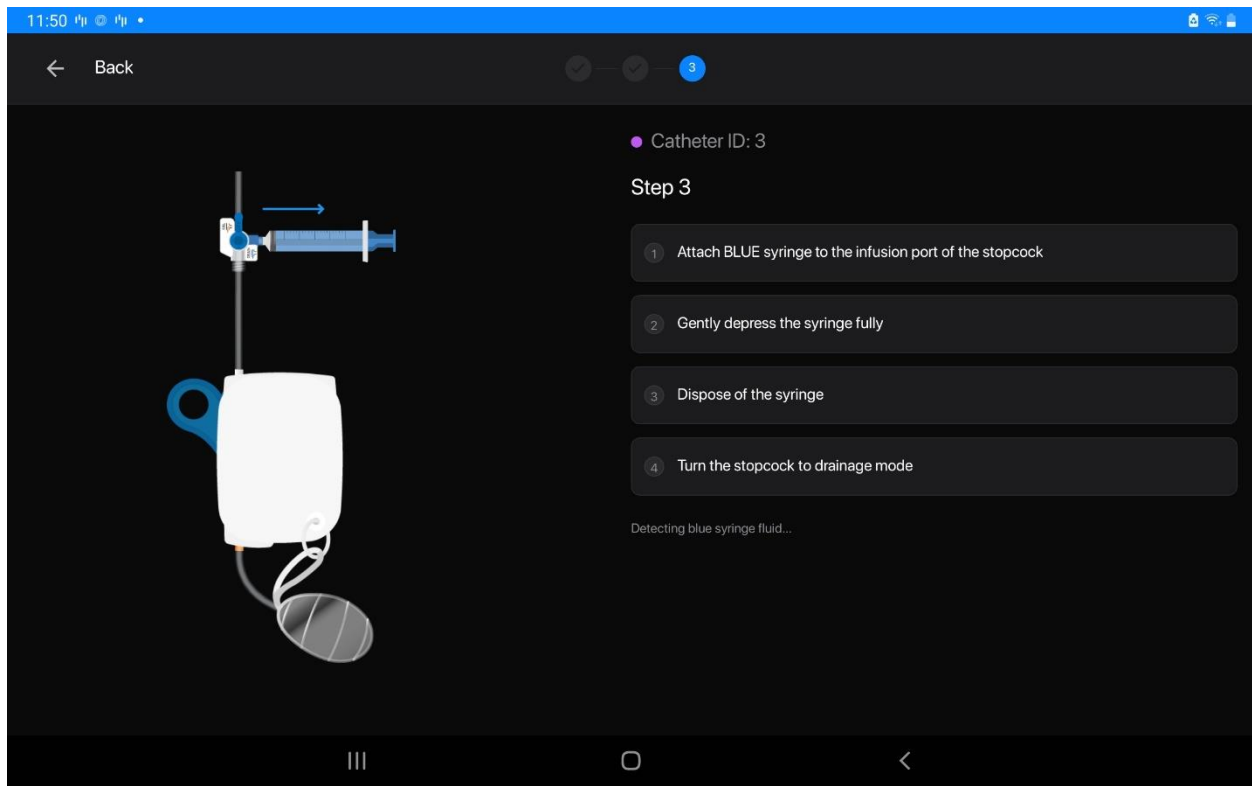 11:50
Back
3
Catheter ID: 3
Step 3
1 Attach BLUE syringe to the infusion port of the stopcock
2 Gently depress the syringe fully
3 Dispose of the syringe
4 Turn the stopcock to drainage mode
Detecting blue syringe fluid...